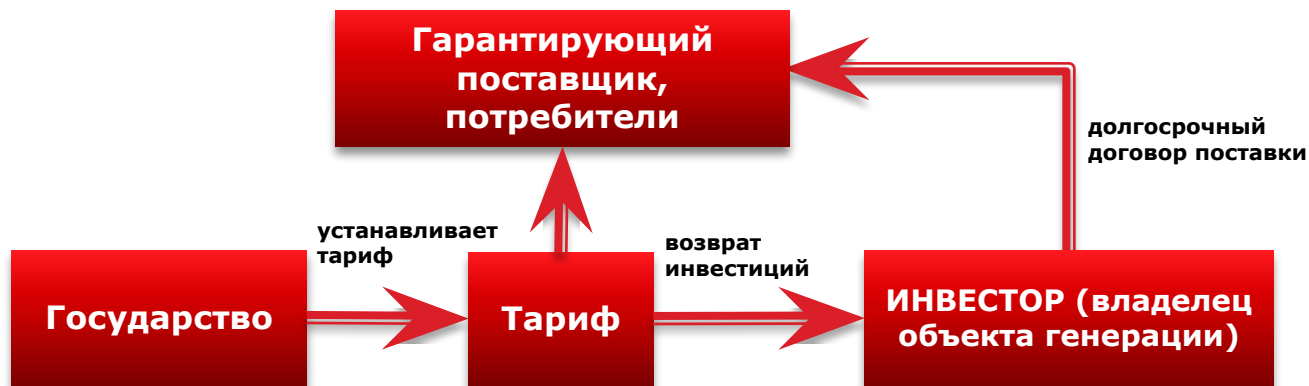 Гарантирующий
поставщик,
потребители
долгосрочный
договор поставки
устанавливает
тариф
возврат
инвестиций
Государство
Тариф
ИНВЕСТОР (владелец
объекта генерации)